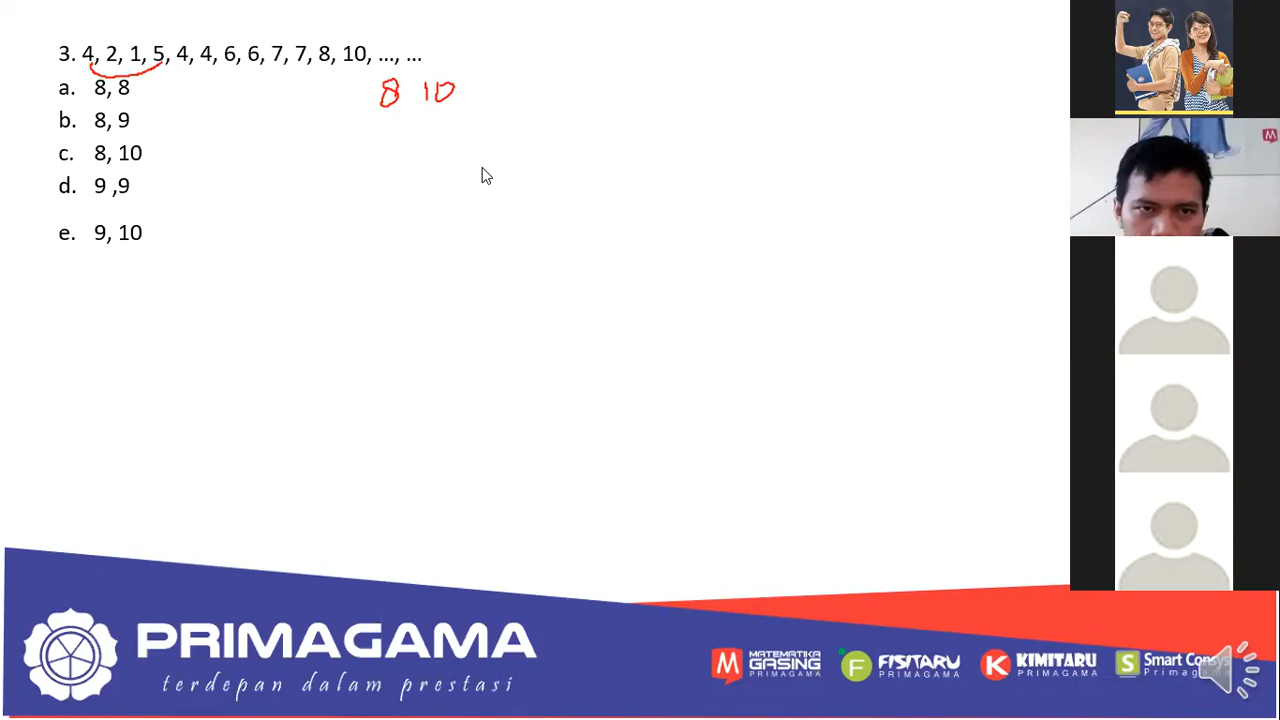 3. 4, 2, 1, 5, 4, 4, 6, 6, 7, 7, 8, 10, ..., ...
8 10
a. 8, 8
b. 8, 9
c. 8, 10
d. 9 ,9
e. 9, 10
PRIMAGAMA
terdepan dalam prestasi
M MATEMATIKA GASING PRIMAGAMA
F FISITARU PRIMAGAMA
K KIMITARU PRIMAGAMA
S Smart Consys